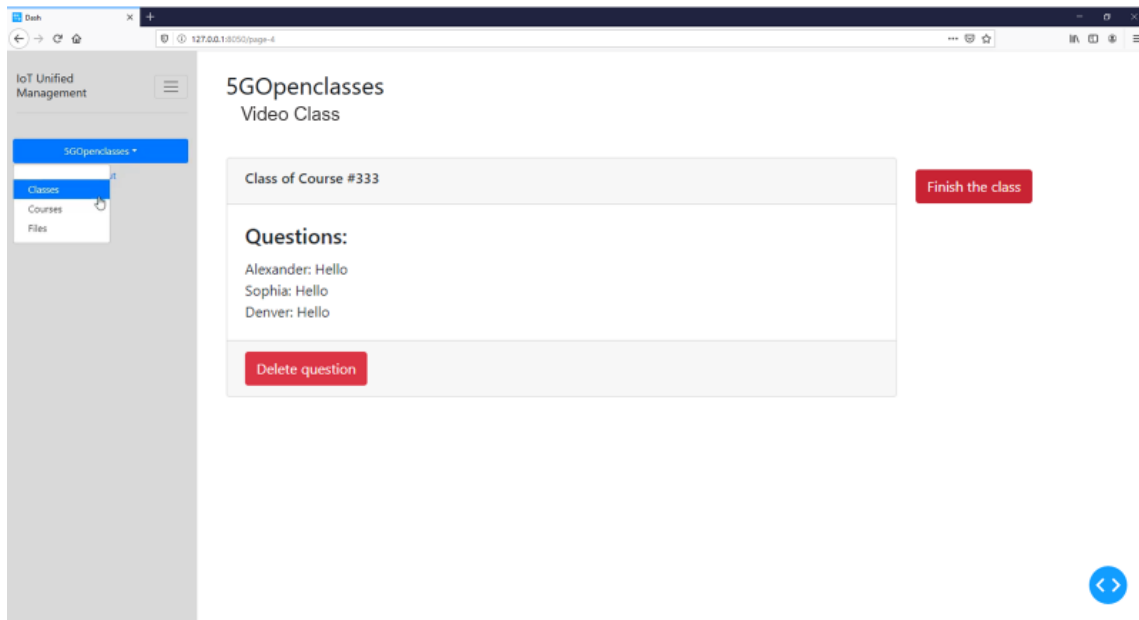 Dash
127.0.0.1:8050/page-4
IoT Unified
Management
5GOpenclasses
Classes
Courses
Files
5GOpenclasses
Video Class
Class of Course #333
Finish the class
Questions:
Alexander: Hello
Sophia: Hello
Denver: Hello
Delete question